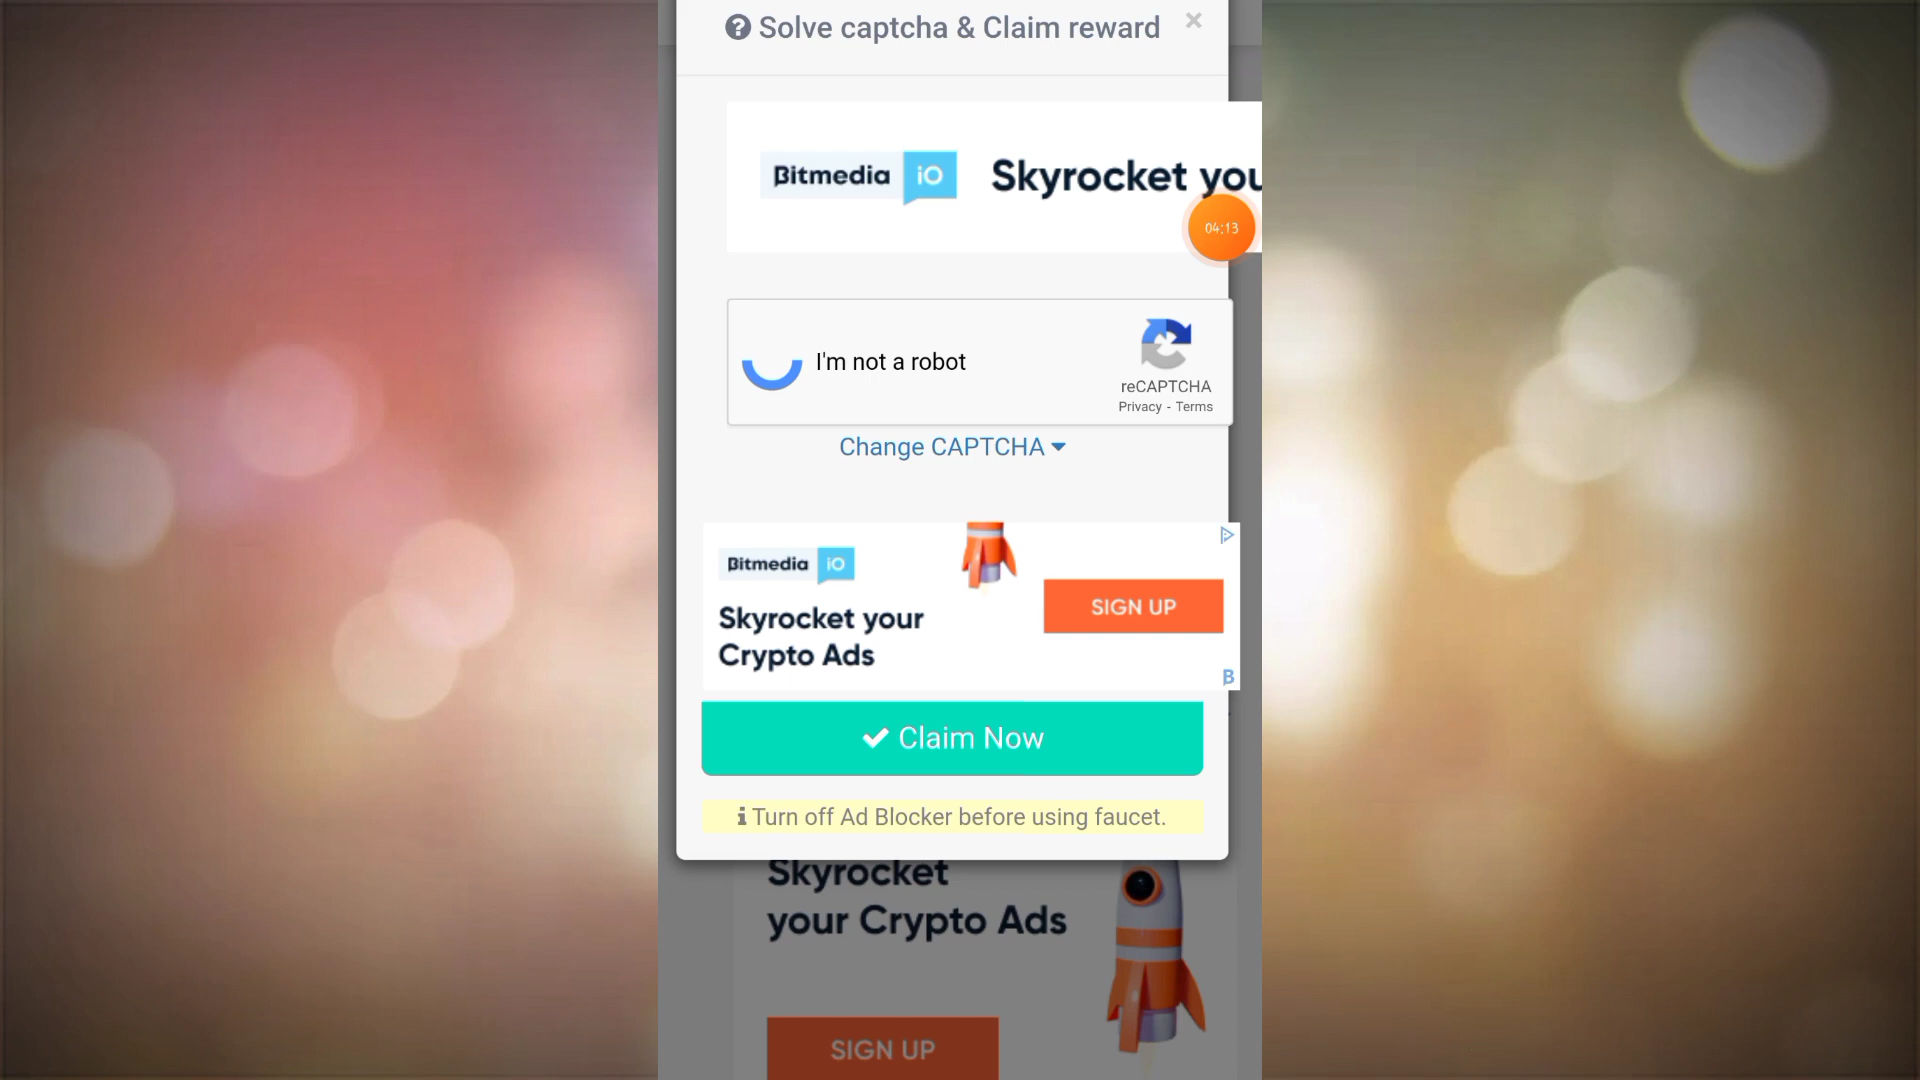 Solve captcha & Claim reward
×
Bitmedia iO
Skyrocket you
04:13
I'm not a robot
reCAPTCHA
Privacy - Terms
Change CAPTCHA
Bitmedia iO
Skyrocket your
Crypto Ads
SIGN UP
B
Claim Now
Turn off Ad Blocker before using faucet.
Skyrocket
your Crypto Ads
SIGN UP